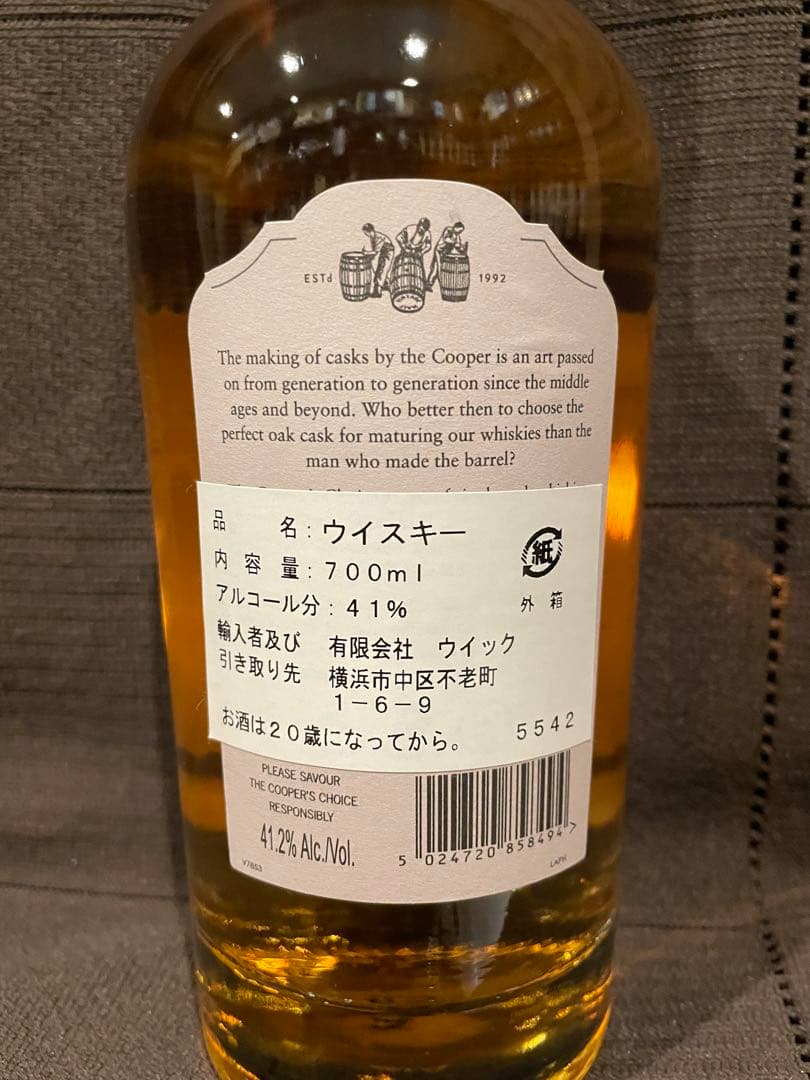 ESTd 1992
The making of casks by the Cooper is an art passed
on from generation to generation since the middle
ages and beyond. Who better then to choose the
perfect oak cask for maturing our whiskies than the
man who made the barrel?
品 名：ウイスキー
内 容 量：７００ｍｌ
アルコール分：４１％
輸入者及び 有限会社 ウイック
引き取り先 横浜市中区不老町
１－６－９
お酒は２０歳になってから。 ５５４２
紙
外 箱
PLEASE SAVOUR
THE COOPER'S CHOICE
RESPONSIBLY
41.2% Alc./Vol.
V7853
5 024720 858494 >
LAPK